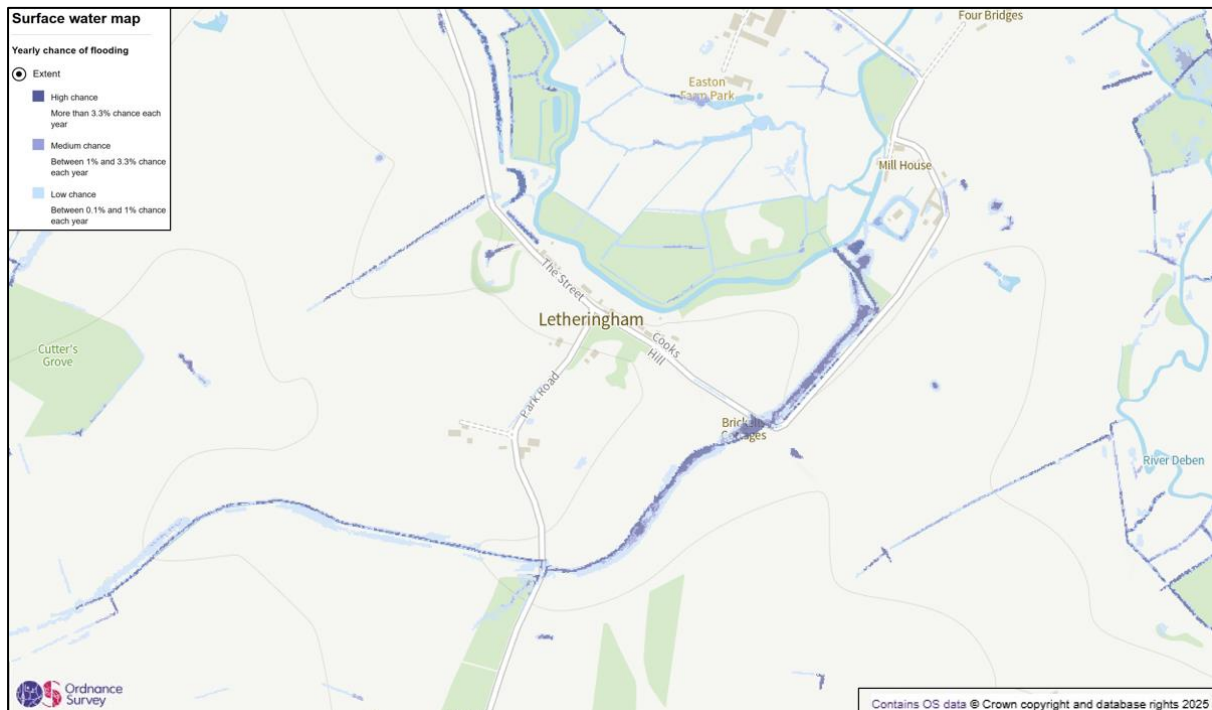 Surface water map
Yearly chance of flooding
Extent
High chance
More than 3.3% chance each
year
Medium chance
Between 1% and 3.3% chance
each year
Low chance
Between 0.1% and 1% chance
each year
Four Bridges
Easton
Farm Park
Mill House
The Street
Letheringham
Cooks
Hill
Cutter's
Grove
Park Road
River Deben
Ordnance
Survey
Contains OS data © Crown copyright and database rights 2025